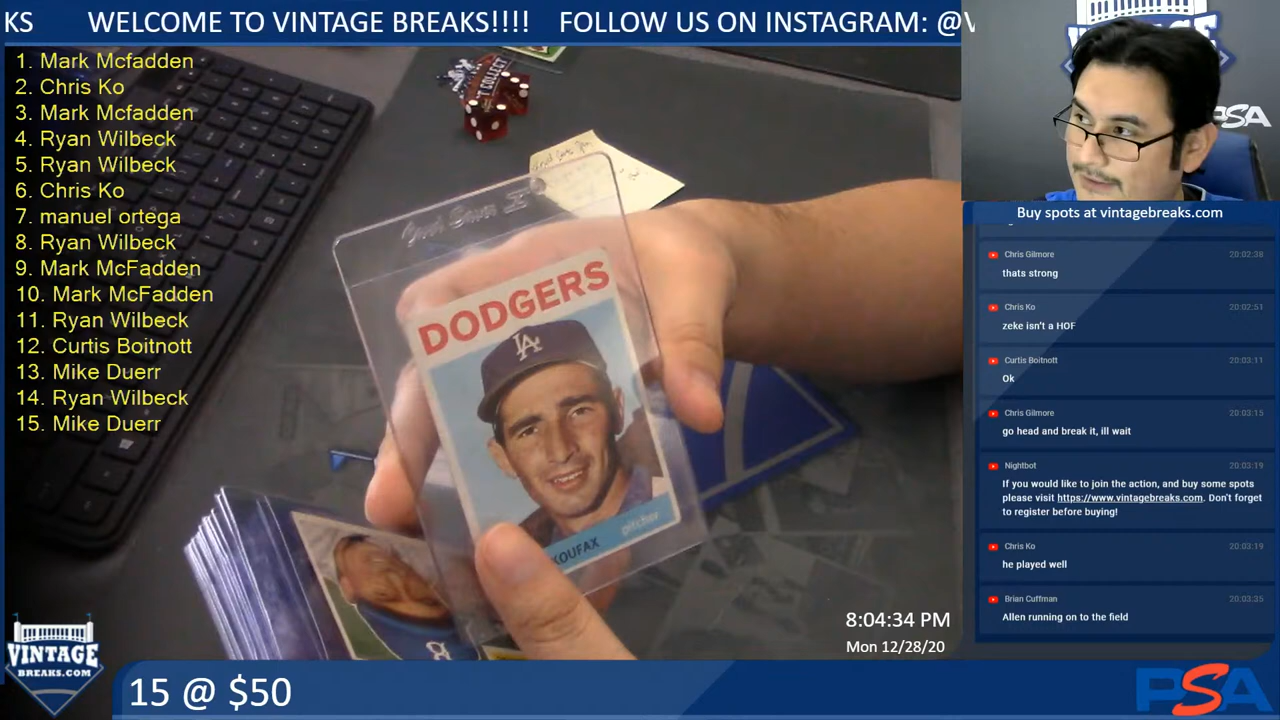 KS WELCOME TO VINTAGE BREAKS!!!! FOLLOW US ON INSTAGRAM: @V
1. Mark Mcfadden
2. Chris Ko
3. Mark Mcfadden
4. Ryan Wilbeck
5. Ryan Wilbeck
6. Chris Ko
7. manuel ortega
8. Ryan Wilbeck
9. Mark McFadden
10. Mark McFadden
11. Ryan Wilbeck
12. Curtis Boitnott
13. Mike Duerr
14. Ryan Wilbeck
15. Mike Duerr
COLLECT
DODGERS
LA
KOUFAX
pitcher
8:04:34 PM
Mon 12/28/20
VINTAGE
BREAKS.COM
15 @ $50
PSA
PSA
Buy spots at vintagebreaks.com
Chris Gilmore 20:02:38
thats strong
Chris Ko 20:02:51
zeke isn't a HOF
Curtis Boitnott 20:03:11
Ok
Chris Gilmore 20:03:15
go head and break it, ill wait
Nightbot 20:03:19
If you would like to join the action, and buy some spots
please visit https://www.vintagebreaks.com. Don't forget
to register before buying!
Chris Ko 20:03:19
he played well
Brian Cuffman 20:03:35
Allen running on to the field